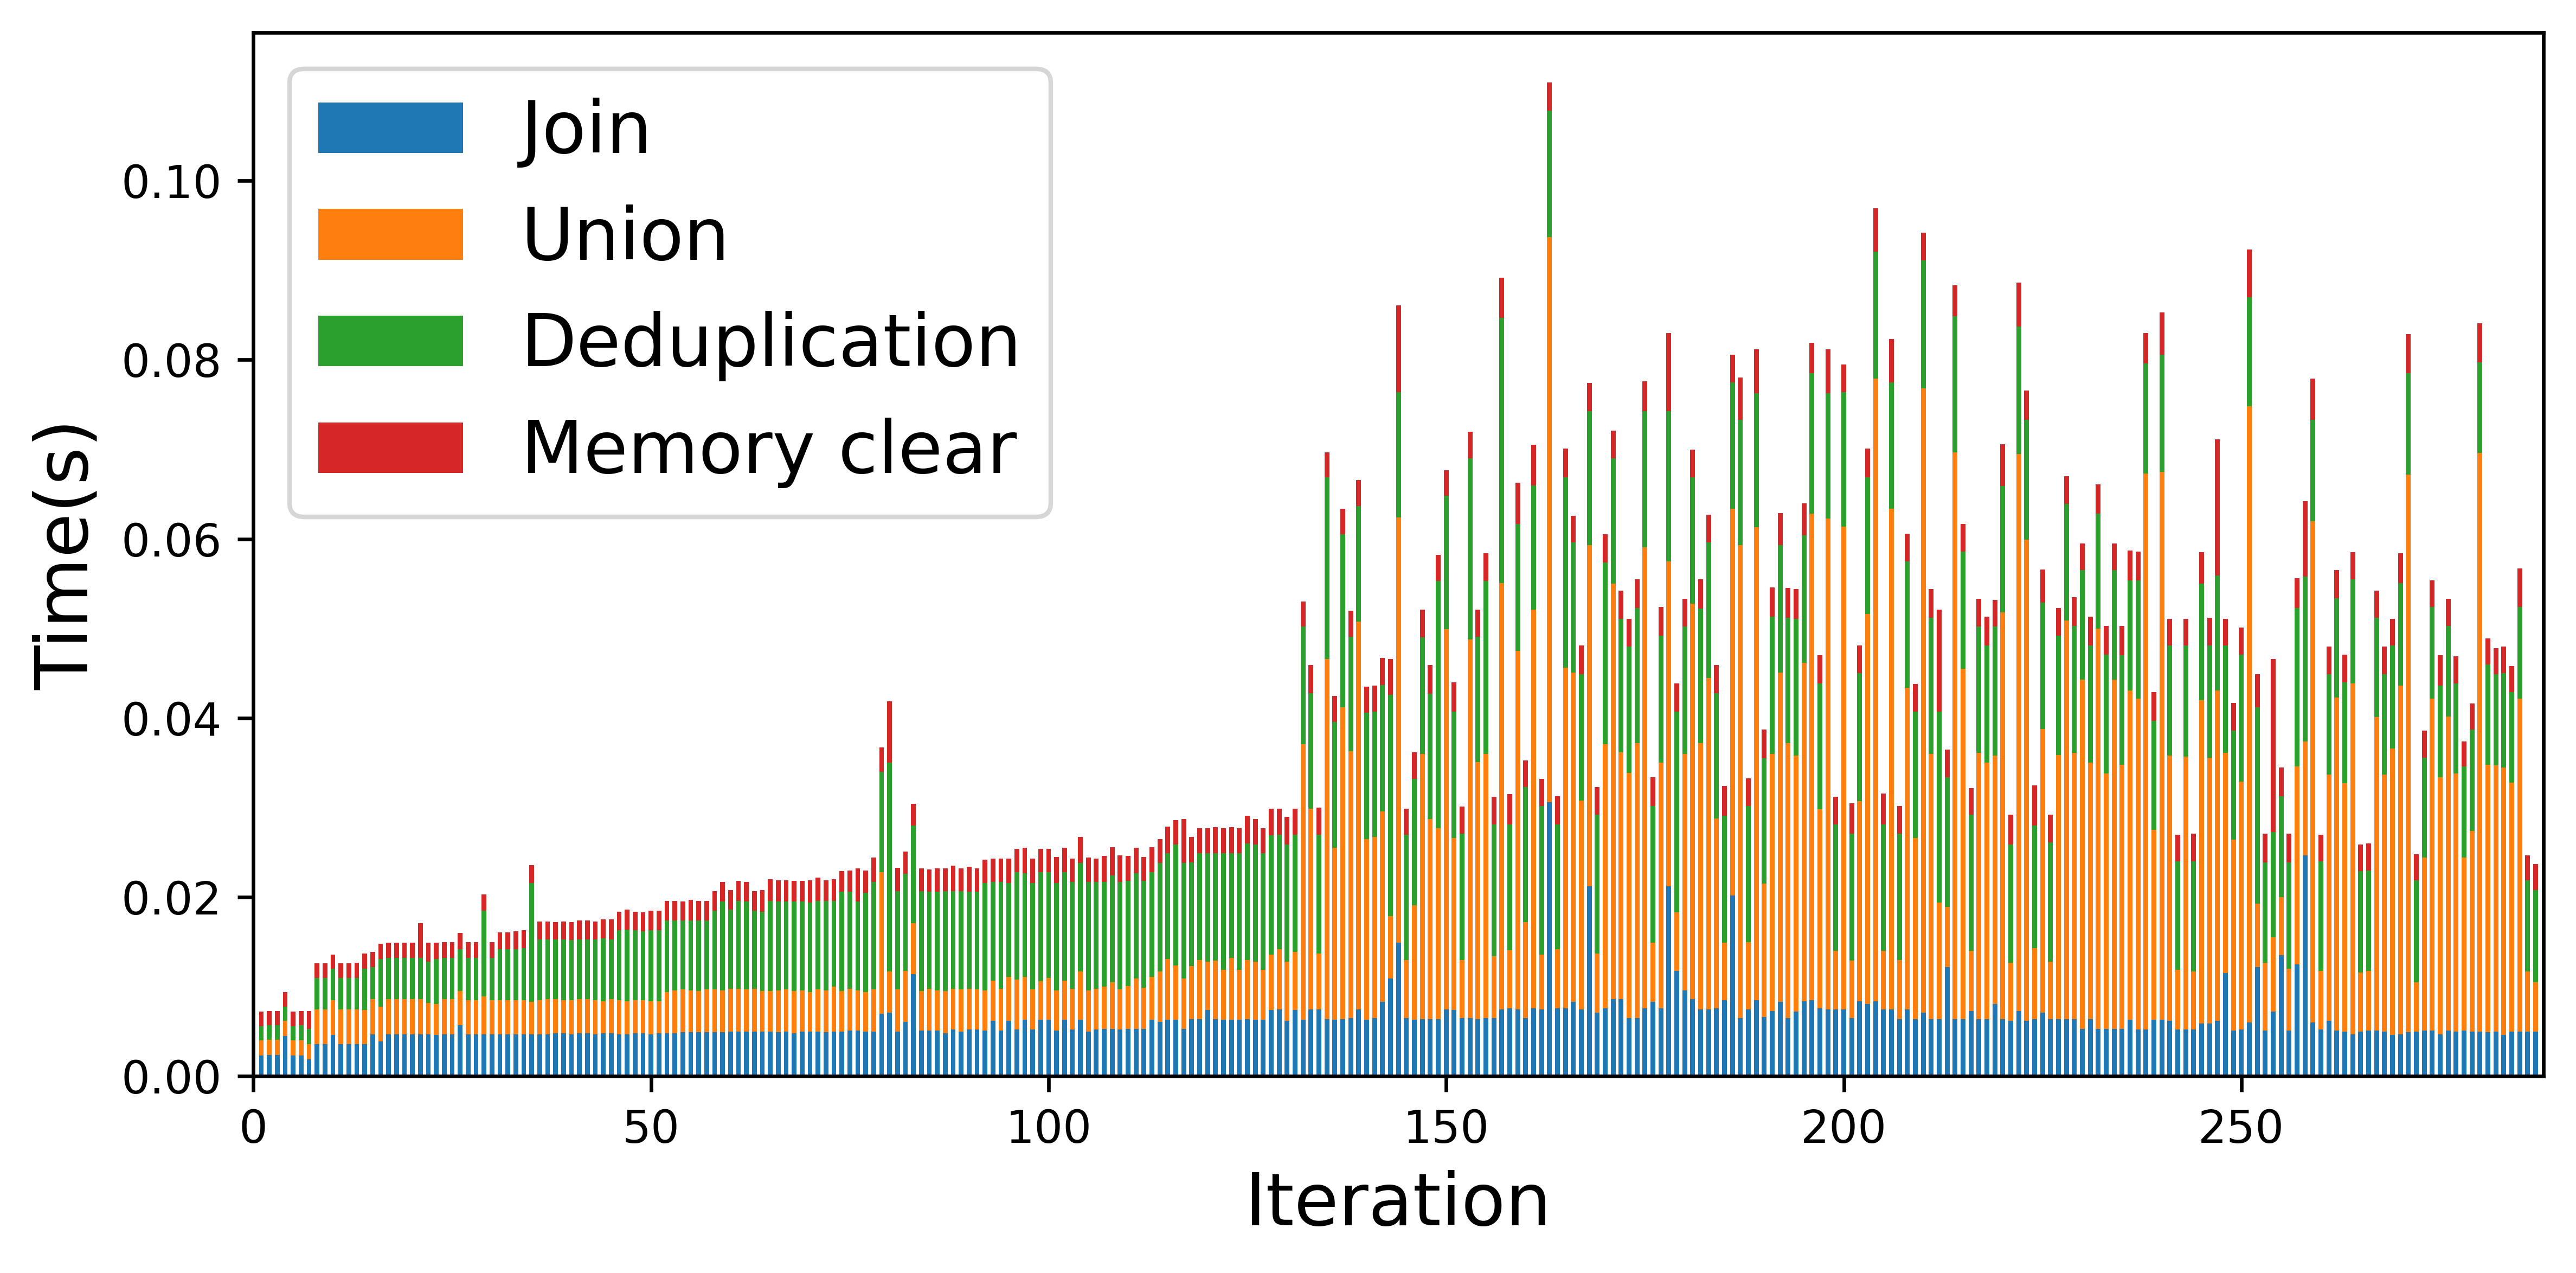 Join
Union
Deduplication
Memory clear
Time(s)
0.10
0.08
0.06
0.04
0.02
0.00
0 50 100 150 200 250
Iteration